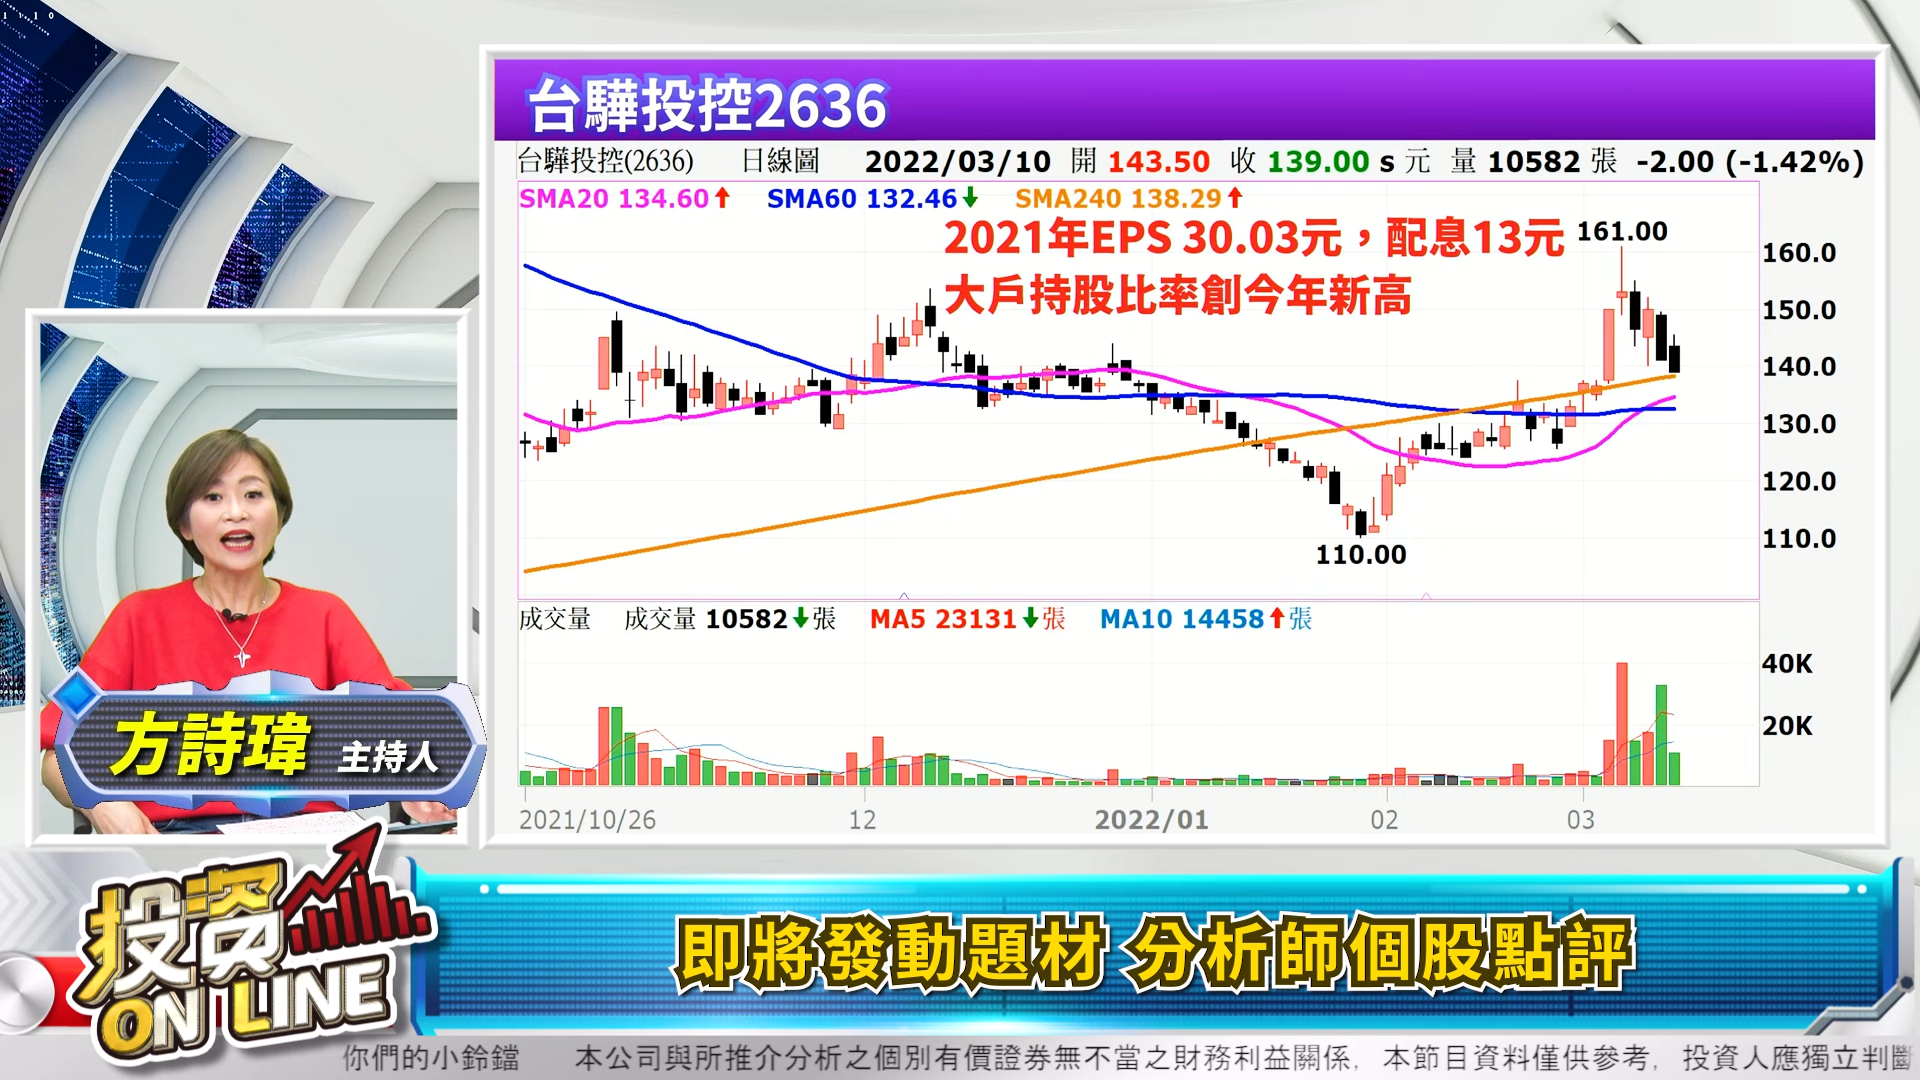 台驊投控2636
台驊投控(2636) 日線圖 2022/03/10 開 143.50 收 139.00 s 元 量 10582 張 -2.00 (-1.42%)
SMA20 134.60 SMA60 132.46 SMA240 138.29
2021年EPS 30.03元，配息13元
大戶持股比率創今年新高
161.00
160.0
150.0
140.0
130.0
120.0
110.0
110.00
成交量 成交量 10582 張 MA5 23131 張 MA10 14458 張
40K
20K
2021/10/26 12 2022/01 02 03
方詩瑋 主持人
投資
ON LINE
即將發動題材 分析師個股點評
你們的小鈴鐺 本公司與所推介分析之個別有價證券無不當之財務利益關係, 本節目資料僅供參考, 投資人應獨立判斷